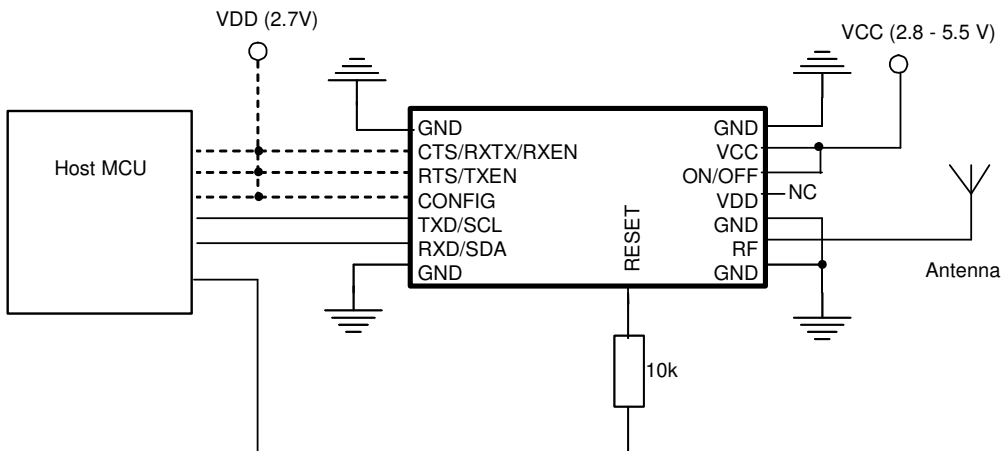 VDD (2.7V)
VCC (2.8 - 5.5 V)
Host MCU
GND
CTS/RXTX/RXEN
RTS/TXEN
CONFIG
TXD/SCL
RXD/SDA
GND
RESET
GND
VCC
ON/OFF
VDD
GND
RF
GND
NC
Antenna
10k